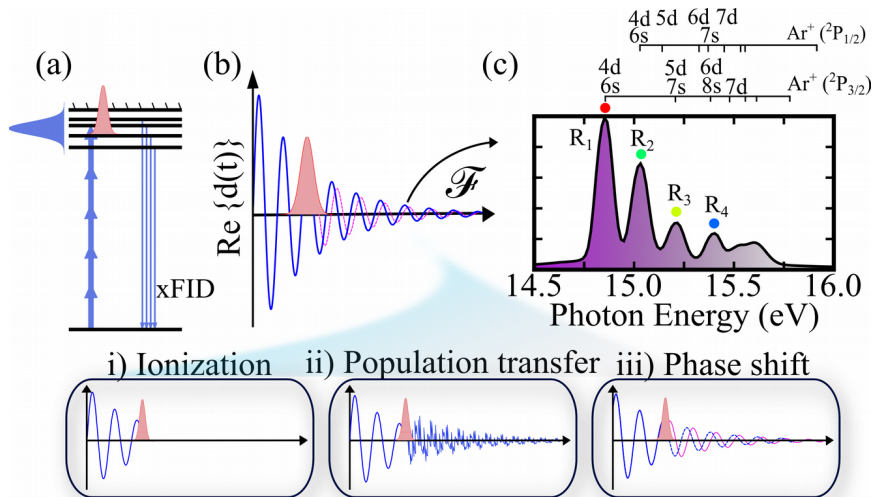 (a)
xFID
(b)
Re {d(t)}
ℱ
(c)
4d 5d 6d 7d
6s 7s
Ar⁺ (²P₁/₂)
4d 5d 6d
6s 7s 8s 7d
Ar⁺ (²P₃/₂)
R₁
R₂
R₃
R₄
14.5 15.0 15.5 16.0
Photon Energy (eV)
i) Ionization
ii) Population transfer
iii) Phase shift